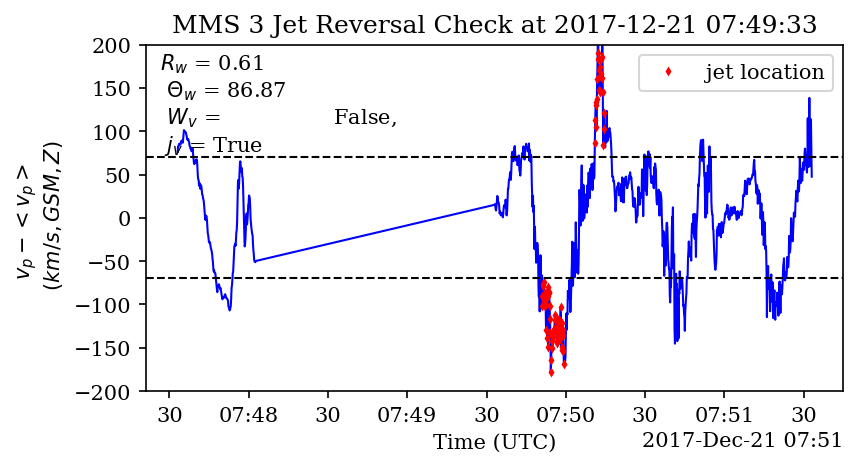 MMS 3 Jet Reversal Check at 2017-12-21 07:49:33
R_w = 0.61
Θ_w = 86.87
W_v = False,
j_v = True
jet location
v_p − < v_p >
(km/s, GSM, Z)
200
150
100
50
0
−50
−100
−150
−200
30 07:48 30 07:49 30 07:50 30 07:51 30
Time (UTC)
2017-Dec-21 07:51